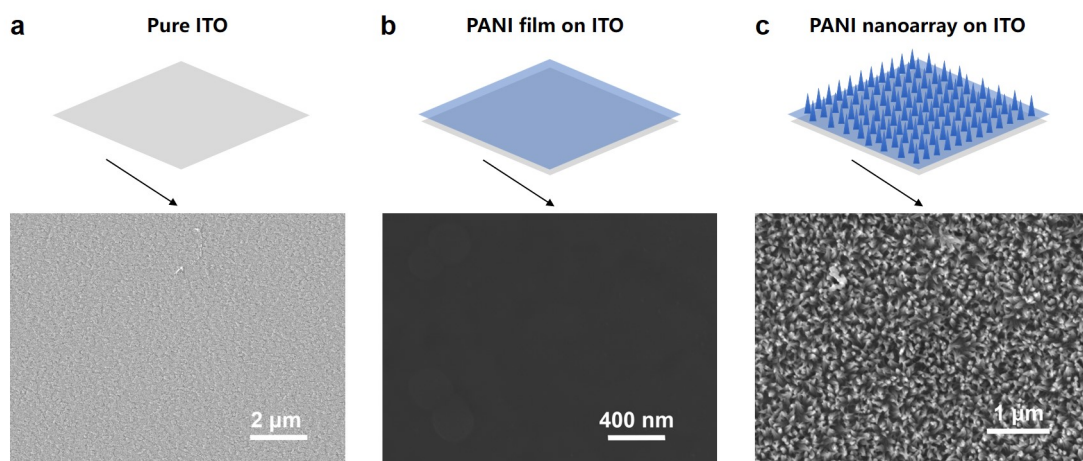 a
Pure ITO
b
PANI film on ITO
c
PANI nanoarray on ITO
2 μm
400 nm
1 μm